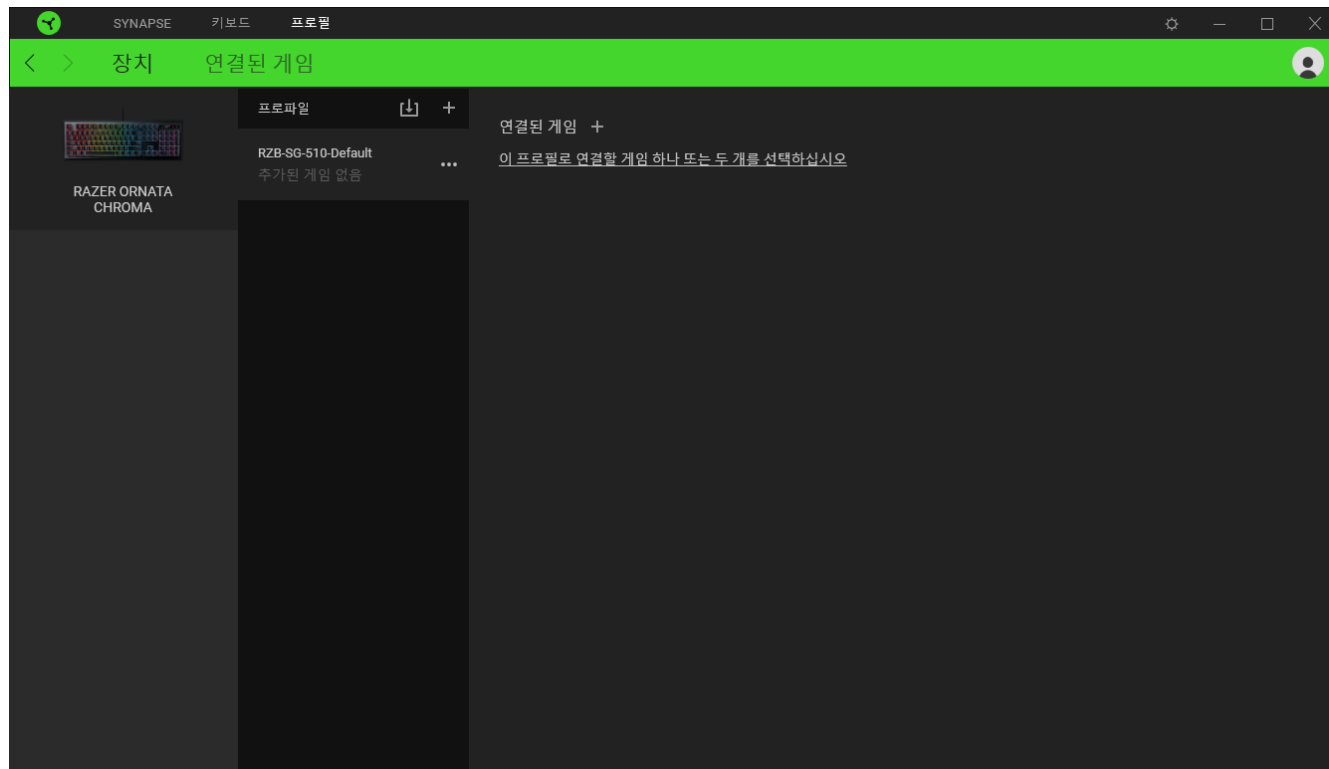 SYNAPSE 키보드 프로필
장치 연결된 게임
RAZER ORNATA
CHROMA
프로파일
RZB-SG-510-Default
추가된 게임 없음
연결된 게임
이 프로필로 연결할 게임 하나 또는 두 개를 선택하십시오